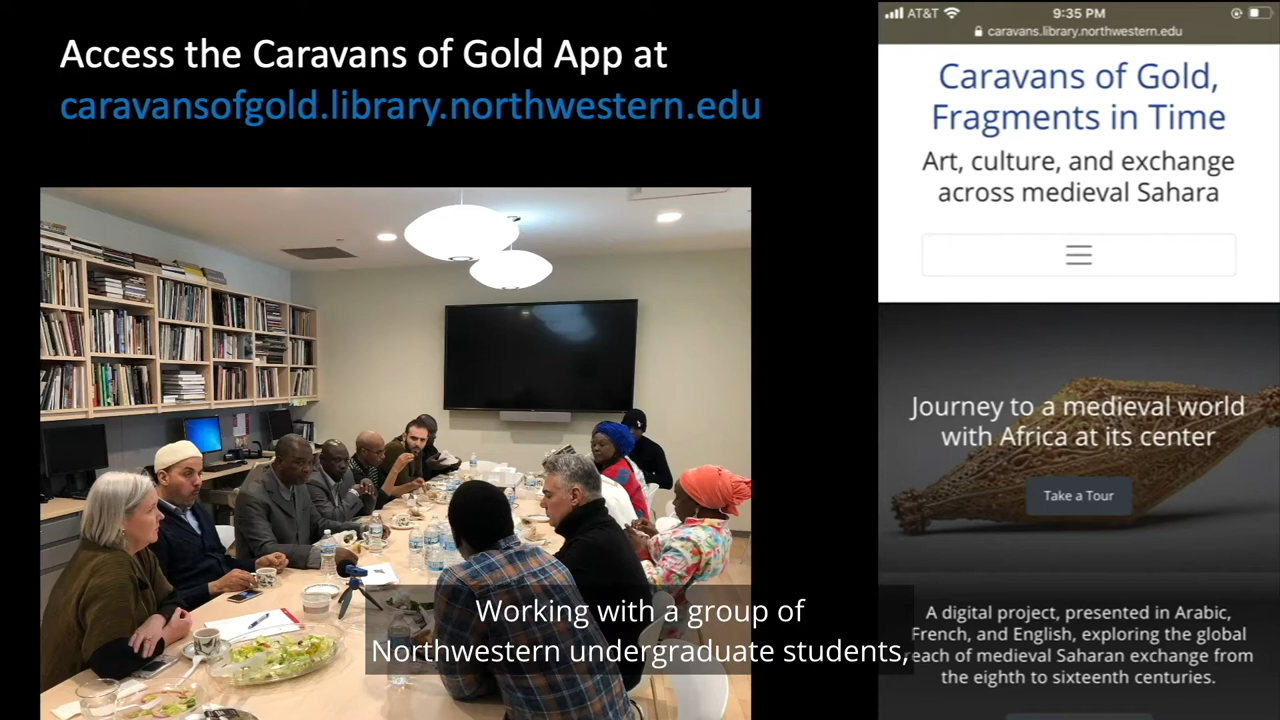 Access the Caravans of Gold App at
caravansofgold.library.northwestern.edu
AT&T
9:35 PM
caravans.library.northwestern.edu
Caravans of Gold,
Fragments in Time
Art, culture, and exchange
across medieval Sahara
Journey to a medieval world
with Africa at its center
Take a Tour
A digital project, presented in Arabic,
French, and English, exploring the global
each of medieval Saharan exchange from
the eighth to sixteenth centuries.
Working with a group of
Northwestern undergraduate students,